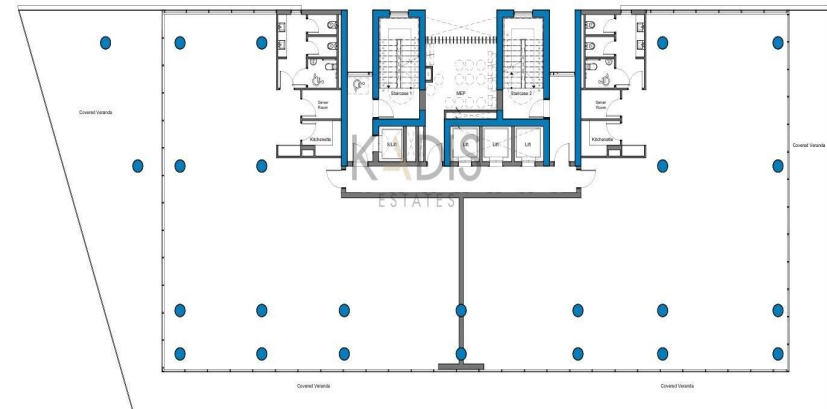 Staircase 1
MEP
Staircase 2
Server
Room
Server
Room
Covered Veranda
Kitchenette
Kitchenette
S.Lift
Lift
Lift
Lift
Covered Veranda
KADIS
ESTATES
Covered Veranda
Covered Veranda